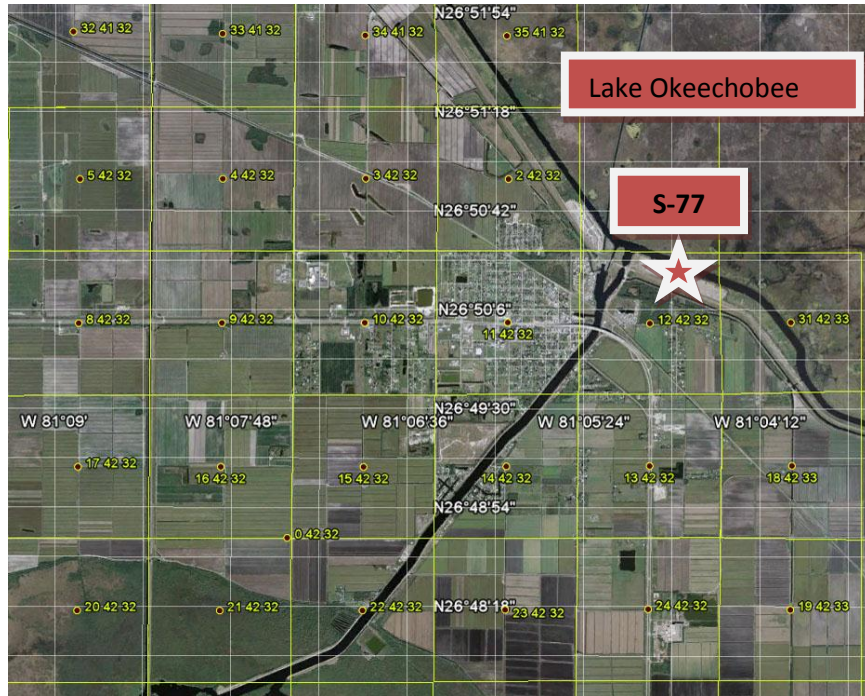 N26°51'54"
32 41 32
33 41 32
34 41 32
35 41 32
Lake Okeechobee
N26°51'18"
5 42 32
4 42 32
3 42 32
2 42 32
S-77
N26°50'42"
N26°50'6"
8 42 32
9 42 32
10 42 32
11 42 32
12 42 32
31 42 33
N26°49'30"
W 81°09'
W 81°07'48"
W 81°06'36"
W 81°05'24"
W 81°04'12"
17 42 32
16 42 32
15 42 32
14 42 32
13 42 32
18 42 33
N26°48'54"
0 42 32
N26°48'18"
20 42 32
21 42 32
22 42 32
23 42 32
24 42 32
19 42 33